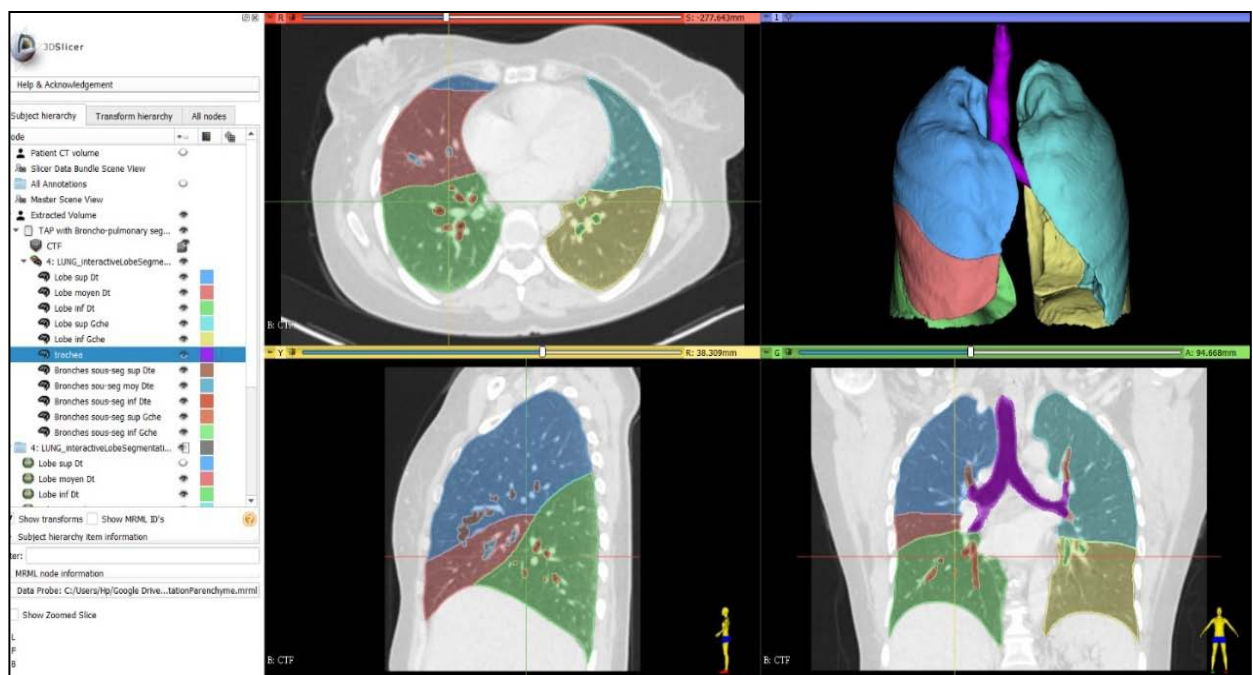 3DSlicer
Help & Acknowledgement
Subject hierarchy
Transform hierarchy
All nodes
ode
Patient CT volume
Slicer Data Bundle Scene View
All Annotations
Master Scene View
Extracted Volume
TAP with Broncho-pulmonary seg...
CTF
4: LUNG_interactiveLobeSegme...
Lobe sup Dt
Lobe moyen Dt
Lobe inf Dt
Lobe sup Gche
Lobe inf Gche
trachea
Bronches sous-seg sup Dte
Bronches sou-seg moy Dte
Bronches sous-seg inf Dte
Bronches sous-seg sup Gche
Bronches sous-seg inf Gche
4: LUNG_interactiveLobeSegmentati...
Lobe sup Dt
Lobe moyen Dt
Lobe inf Dt
Show transforms
Show MRML ID's
Subject hierarchy item information
ter:
MRML node information
Data Probe: C:/Users/Hp/Google Drive...tationParenchyme.mrml
Show Zoomed Slice
L
F
B
R
S: -277.643mm
B: CTF
1
Y
R: 38.309mm
B: CTF
G
A: 94.668mm
B: CTF